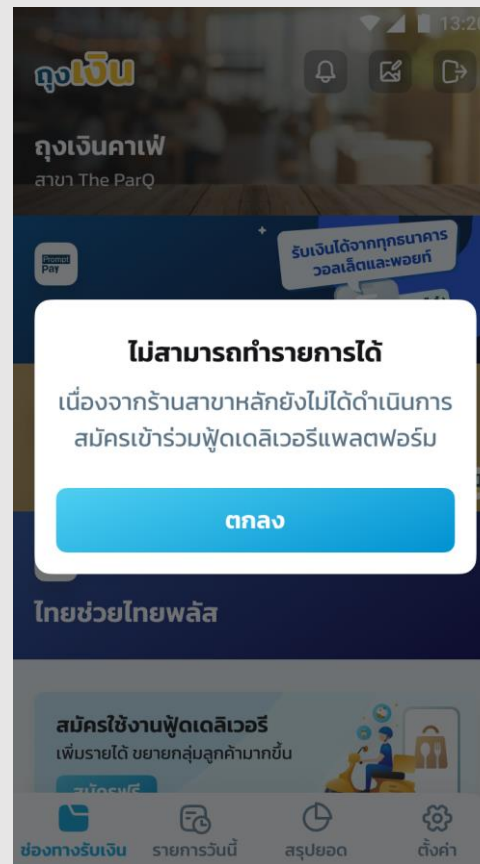 13:20
ถุงเงิน
ถุงเงินคาเฟ่
สาขา The ParQ
Prompt
Pay
รับเงินได้จากทุกธนาคาร
วอลเล็ตและพอยท์
ไม่สามารถทำรายการได้
เนื่องจากร้านสาขาหลักยังไม่ได้ดำเนินการ
สมัครเข้าร่วมฟู้ดเดลิเวอรีแพลตฟอร์ม
ตกลง
ไทยช่วยไทยพลัส
สมัครใช้งานฟู้ดเดลิเวอรี
เพิ่มรายได้ ขยายกลุ่มลูกค้ามากขึ้น
สมัครฟรี
ช่องทางรับเงิน รายการวันนี้ สรุปยอด ตั้งค่า